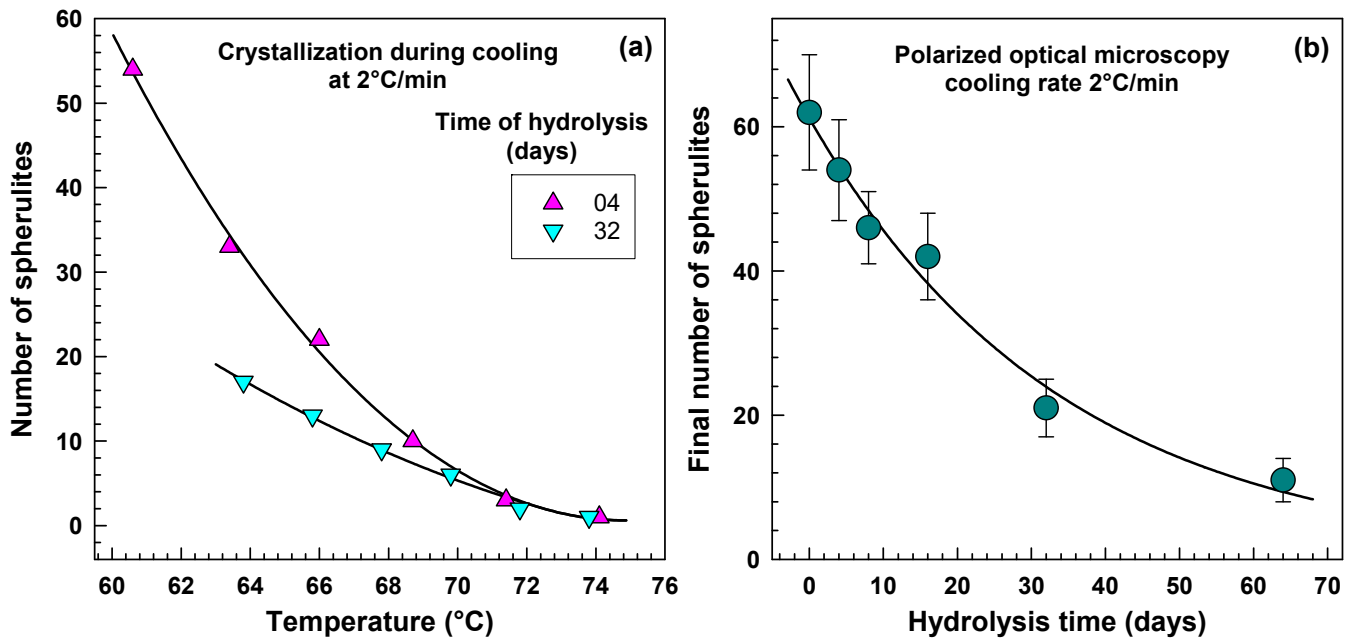 (a)
Crystallization during cooling
at 2°C/min
Time of hydrolysis
(days)
04
32
Number of spherulites
60
50
40
30
20
10
0
60 62 64 66 68 70 72 74 76
Temperature (°C)
(b)
Polarized optical microscopy
cooling rate 2°C/min
Final number of spherulites
60
40
20
0
0 10 20 30 40 50 60 70
Hydrolysis time (days)